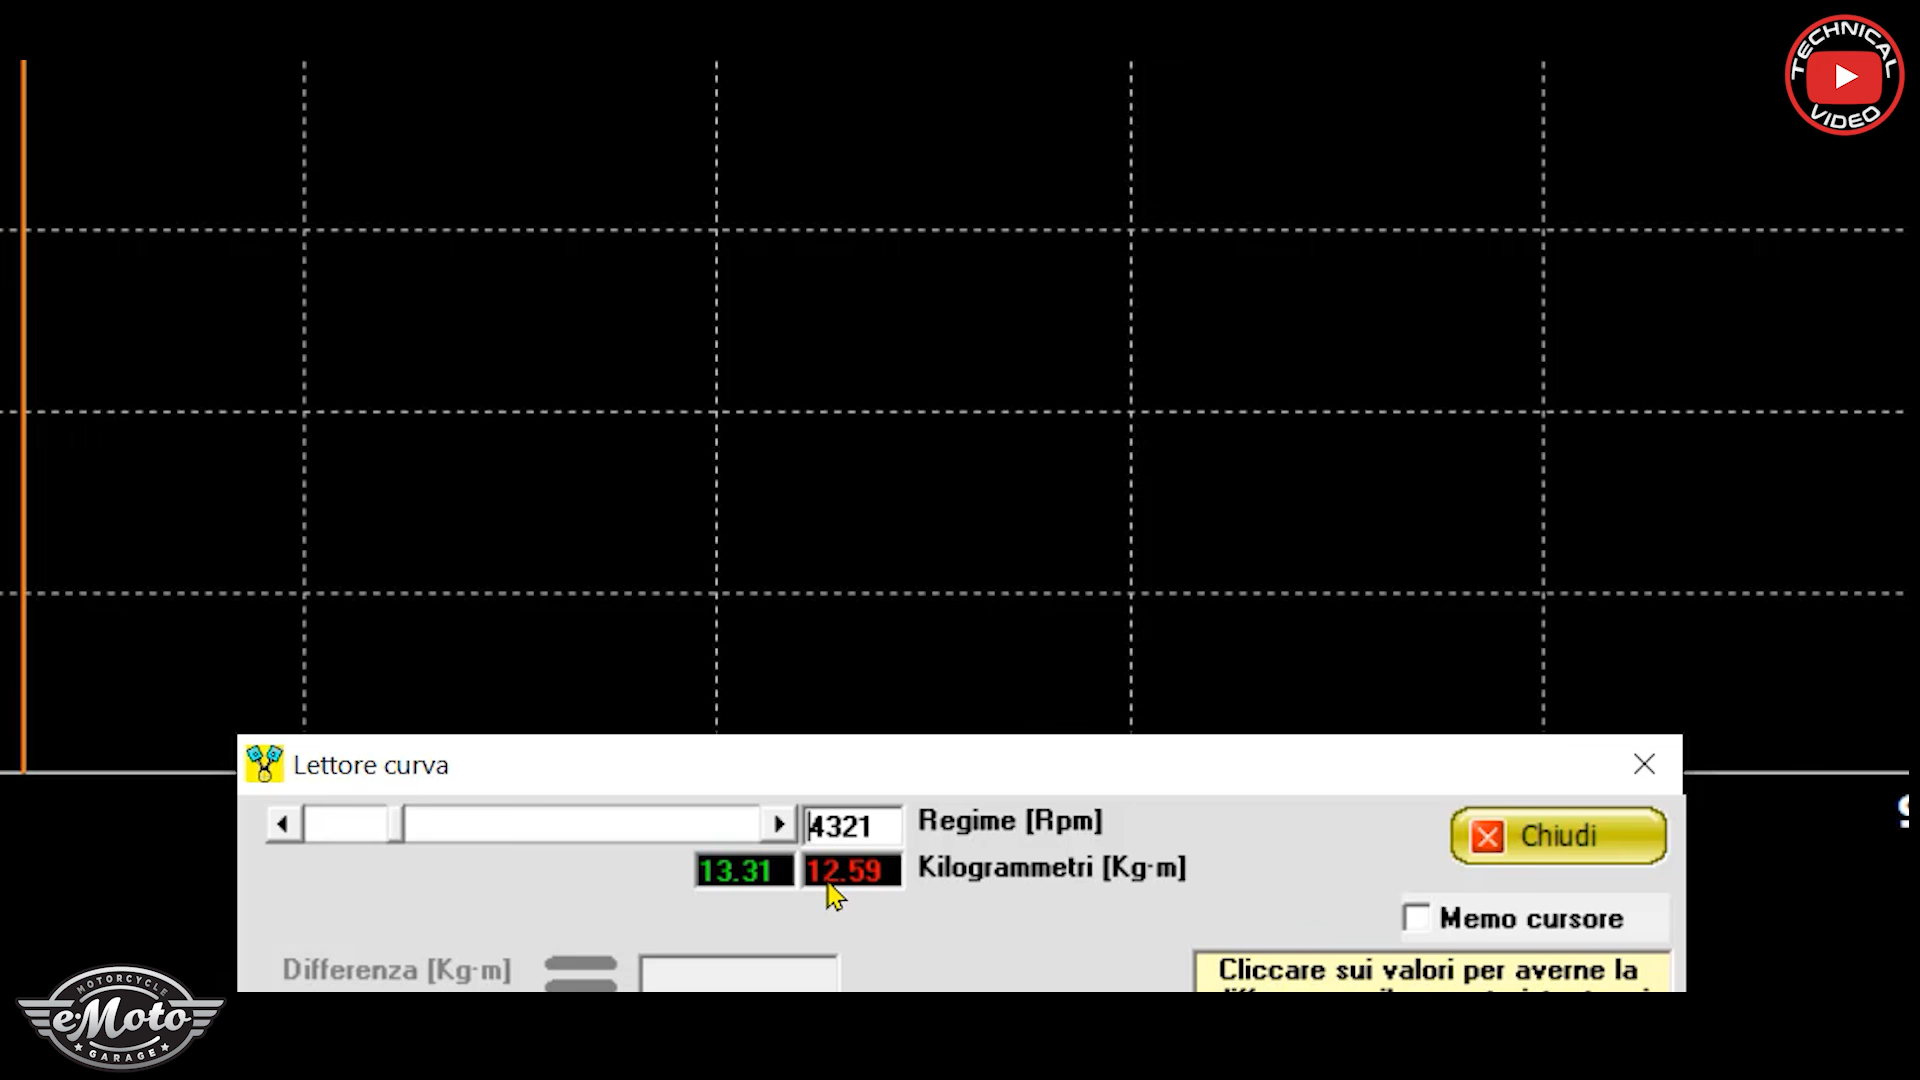 TECHNICAL
VIDEO
Lettore curva
4321 Regime [Rpm]
Chiudi
13.31 12.59 Kilogrammetri [Kg·m]
Memo cursore
Differenza [Kg·m]
Cliccare sui valori per averne la
MOTORCYCLE
e-Moto
GARAGE